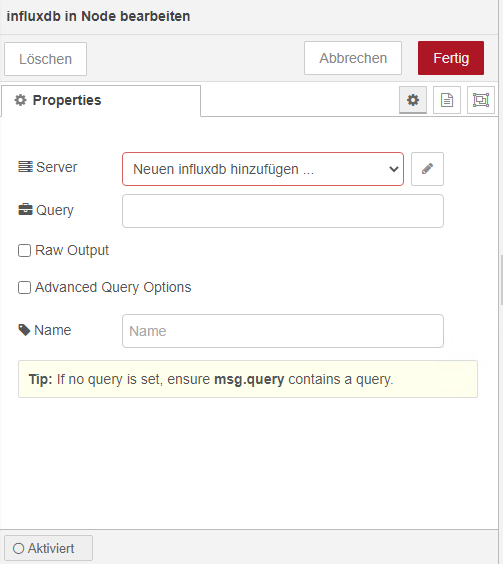 influxdb in Node bearbeiten
Löschen
Abbrechen
Fertig
Properties
Server
Neuen influxdb hinzufügen ...
Query
Raw Output
Advanced Query Options
Name
Name
Tip: If no query is set, ensure msg.query contains a query.
Aktiviert